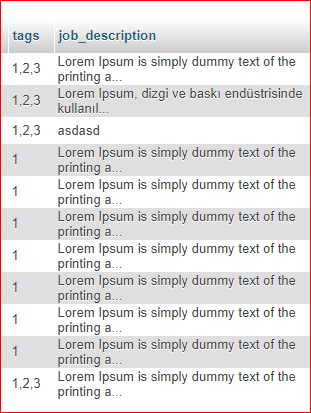 tags job_description
1,2,3 Lorem Ipsum is simply dummy text of the
printing a...
1,2,3 Lorem Ipsum, dizgi ve baskı endüstrisinde
kullanıl...
1,2,3 asdasd
1 Lorem Ipsum is simply dummy text of the
printing a...
1 Lorem Ipsum is simply dummy text of the
printing a...
1 Lorem Ipsum is simply dummy text of the
printing a...
1 Lorem Ipsum is simply dummy text of the
printing a...
1 Lorem Ipsum is simply dummy text of the
printing a...
1 Lorem Ipsum is simply dummy text of the
printing a...
1 Lorem Ipsum is simply dummy text of the
printing a...
1,2,3 Lorem Ipsum is simply dummy text of the
printing a...